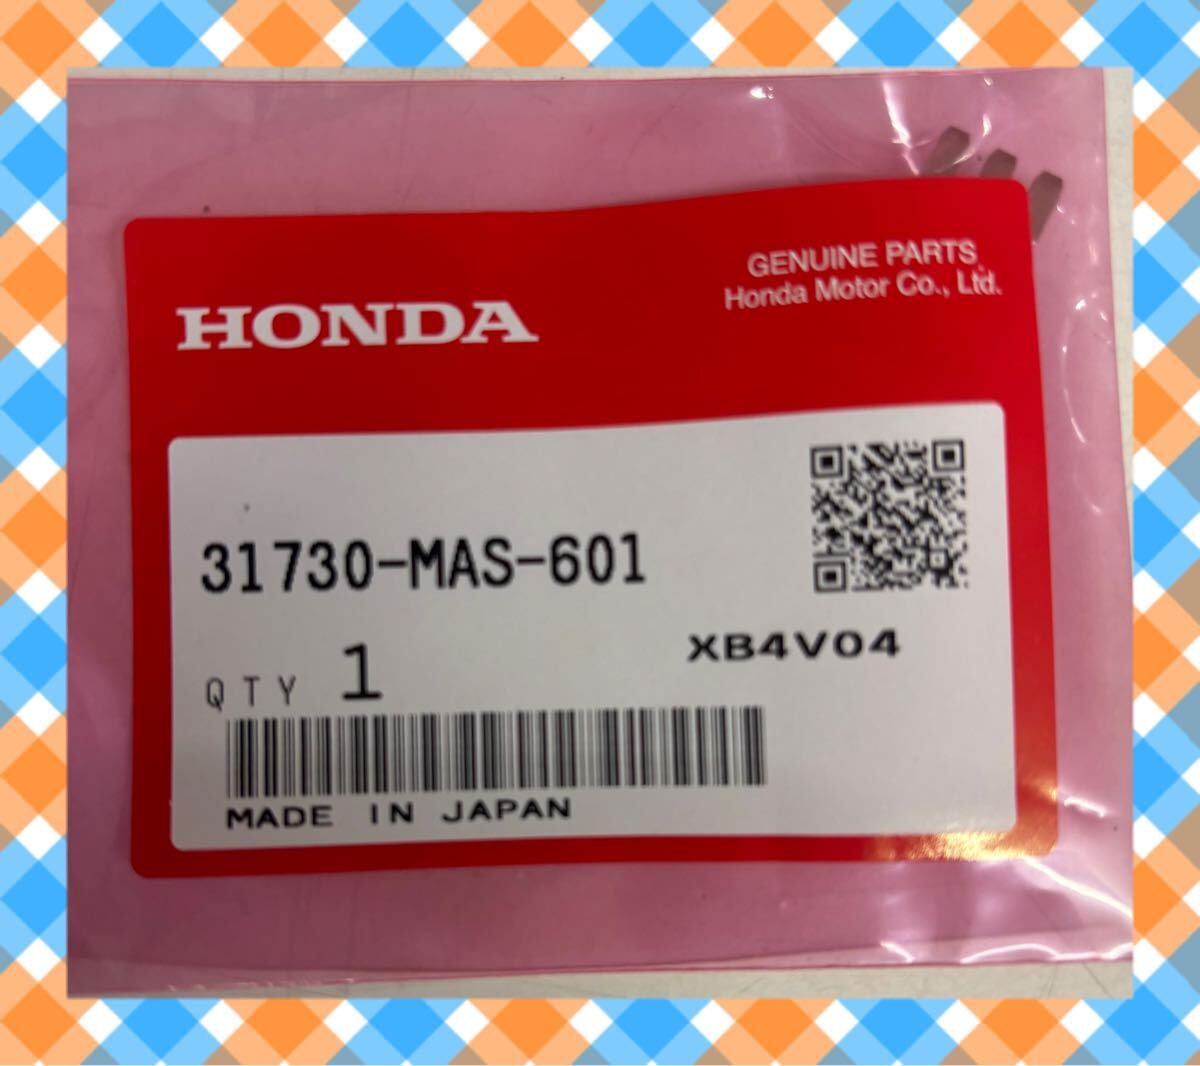 GENUINE PARTS
Honda Motor Co., Ltd.
HONDA
31730-MAS-601
XB4V04
QTY 1
MADE IN JAPAN